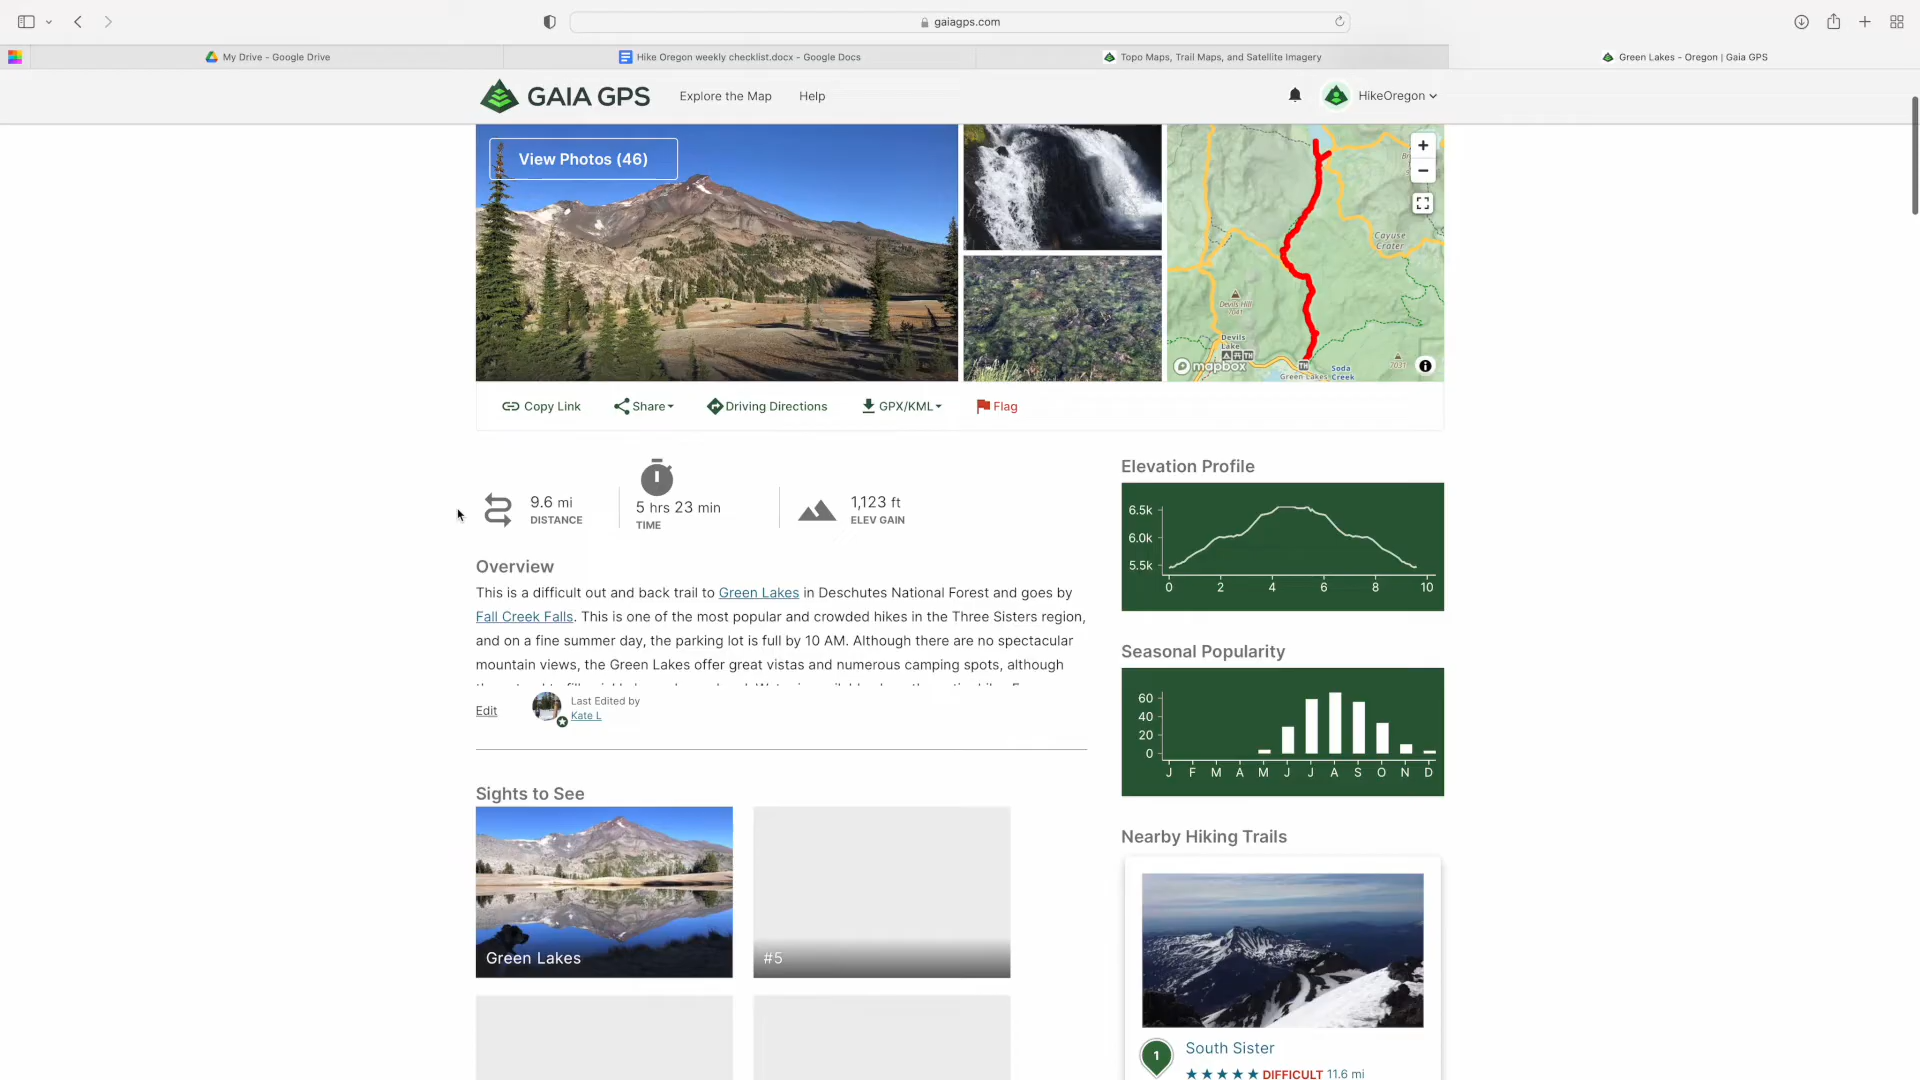 gaiagps.com
My Drive - Google Drive
Hike Oregon weekly checklist.docx - Google Docs
Topo Maps, Trail Maps, and Satellite Imagery
Green Lakes - Oregon | Gaia GPS
GAIA GPS
Explore the Map
Help
HikeOregon
View Photos (46)
+
−
Cayuse
Crater
Devils Hill
7041
Devils
Lake
TM
mapbox
TM
Green Lakes
Soda
Creek
Copy Link
Share
Driving Directions
GPX/KML
Flag
9.6 mi
DISTANCE
5 hrs 23 min
TIME
1,123 ft
ELEV GAIN
Overview
This is a difficult out and back trail to Green Lakes in Deschutes National Forest and goes by
Fall Creek Falls. This is one of the most popular and crowded hikes in the Three Sisters region,
and on a fine summer day, the parking lot is full by 10 AM. Although there are no spectacular
mountain views, the Green Lakes offer great vistas and numerous camping spots, although
Edit
Last Edited by
Kate L
Elevation Profile
6.5k
6.0k
5.5k
0 2 4 6 8 10
Seasonal Popularity
60
40
20
0
J F M A M J J A S O N D
Sights to See
Green Lakes
#5
Nearby Hiking Trails
1
South Sister
DIFFICULT 11.6 mi